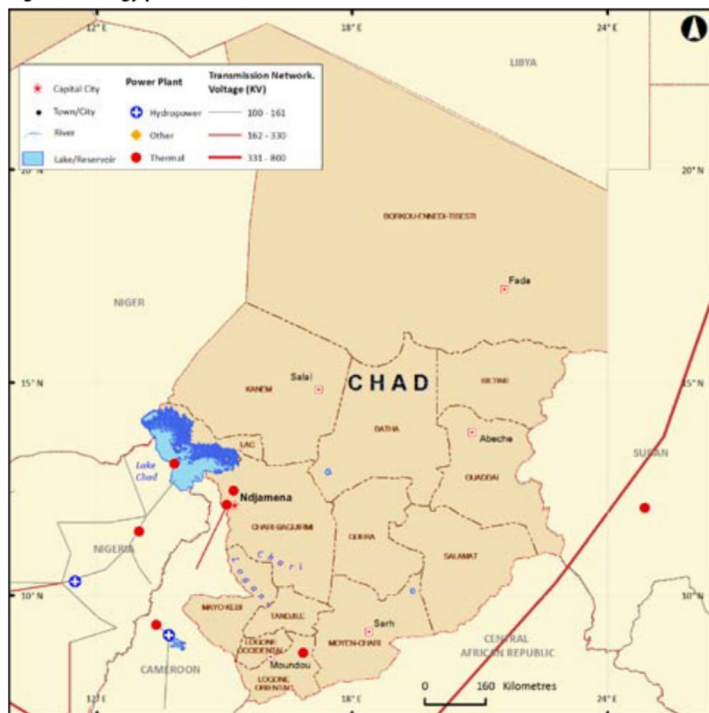 12° E
18° E
24° E
LIBYA
Capital City
Town/City
River
Lake/Reservoir
Power Plant
Hydropower
Other
Thermal
Transmission Network.
Voltage (KV)
100 - 161
162 - 330
331 - 800
20° N
20° N
BORKOU-ENNEDI-TIBESTI
Fada
NIGER
15° N
15° N
KANEM
Salal
CHAD
BILTINE
BATHA
Abeche
LAC
Lake
Chad
OUADDAI
SUDAN
Ndjamena
CHARI-BAGUIRMI
GUERA
NIGERIA
Chari
Logone
SALAMAT
10° N
10° N
MAYO KEBI
TANDJILE
Sarh
MOYEN-CHARI
CENTRAL
AFRICAN REPUBLIC
LOGONE
OCCIDENTAL
Moundou
CAMEROON
LOGONE
ORIENTAL
0 160 Kilometres
12° E
18° E
24° E